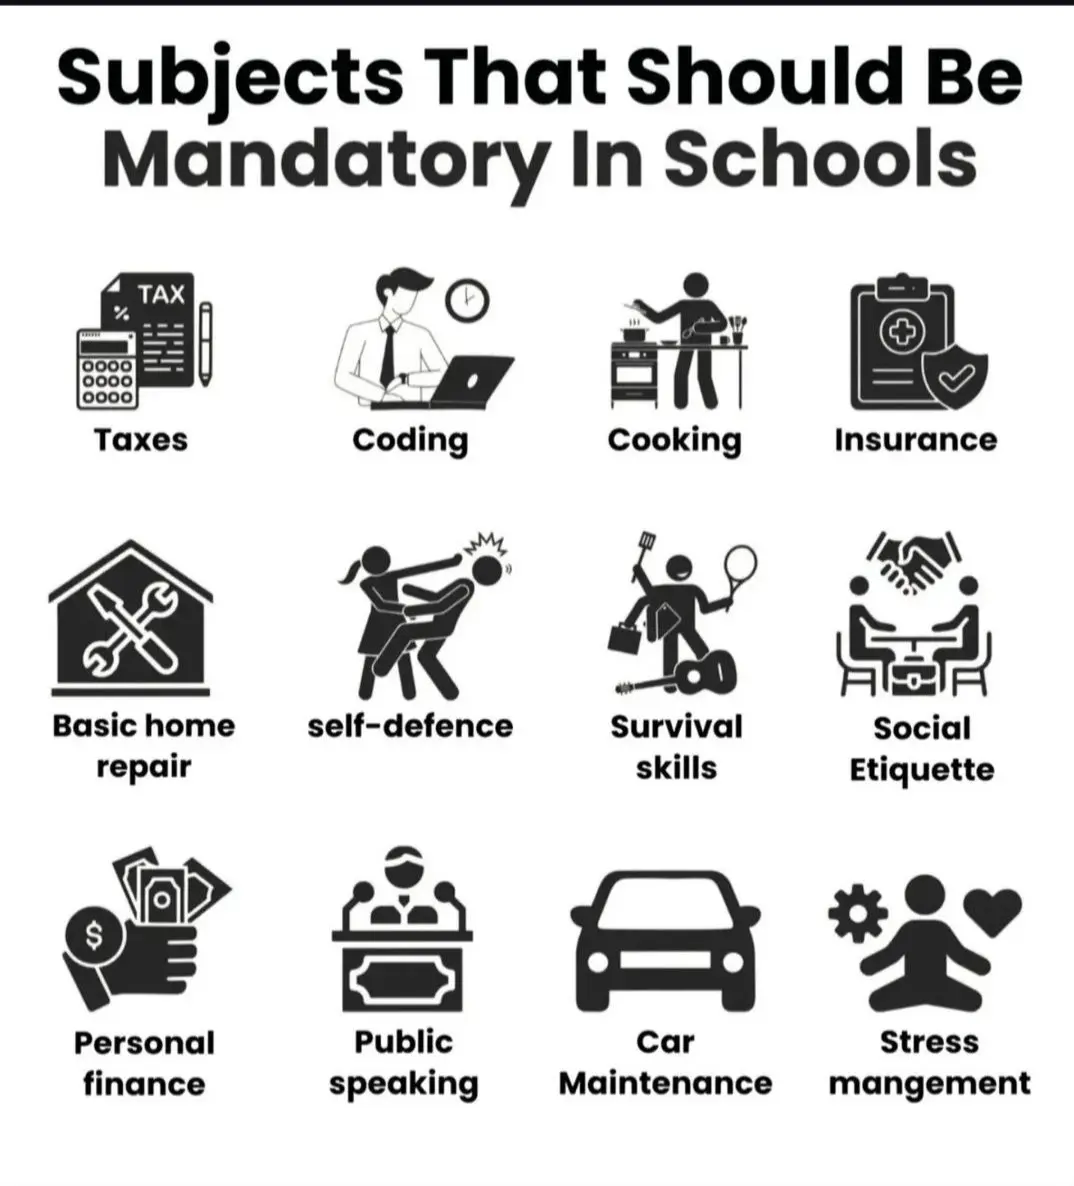 Subjects That Should Be
Mandatory In Schools
TAX
%
Taxes
Coding
Cooking
Insurance
Basic home
repair
self-defence
Survival
skills
Social
Etiquette
$
Personal
finance
Public
speaking
Car
Maintenance
Stress
mangement